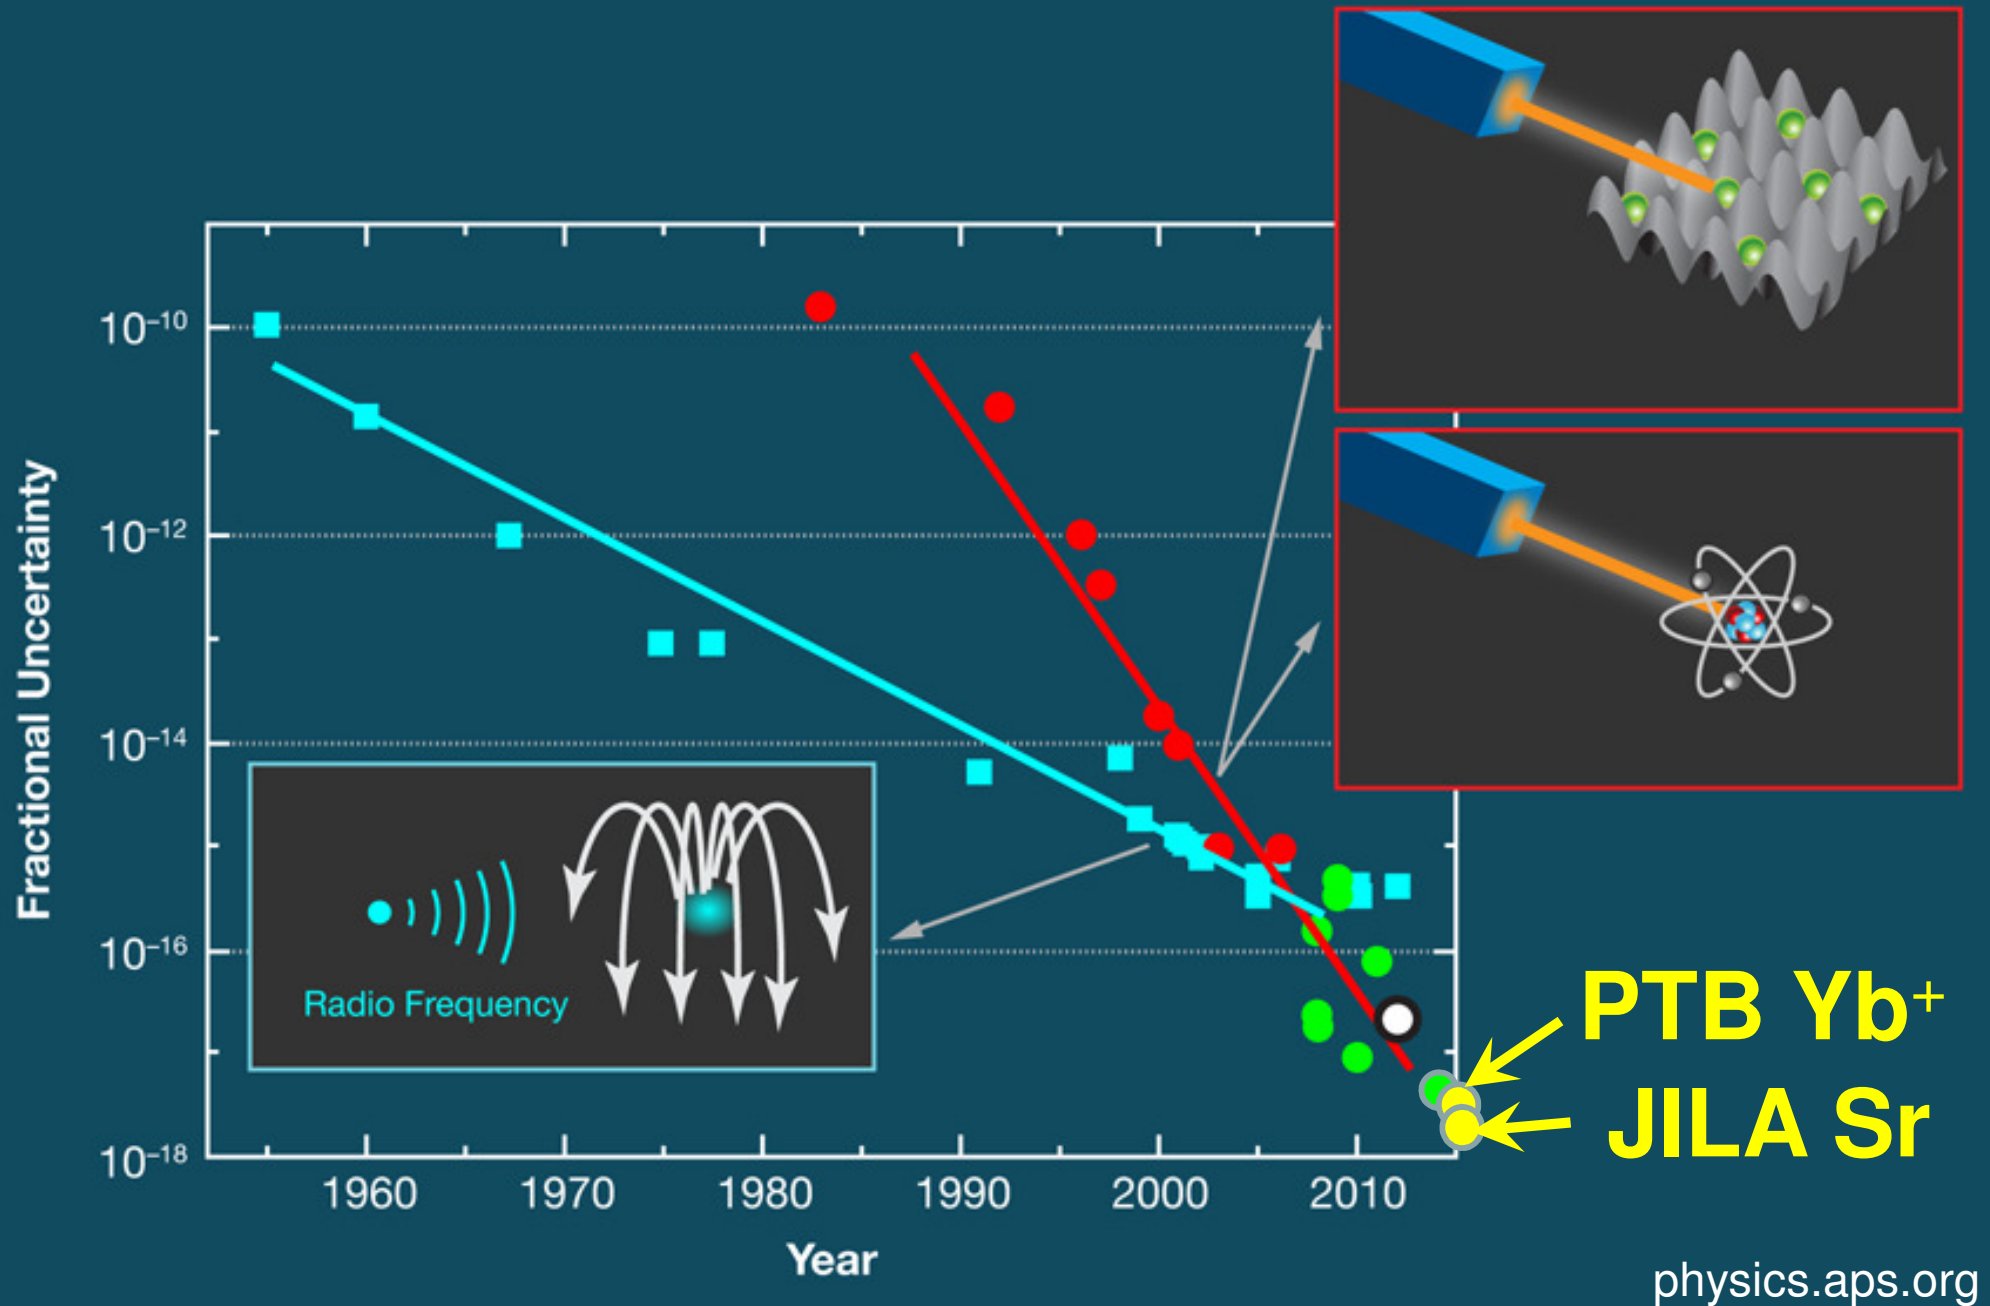 10⁻¹⁰
10⁻¹²
10⁻¹⁴
10⁻¹⁶
10⁻¹⁸
Fractional Uncertainty
Radio Frequency
PTB Yb⁺
JILA Sr
1960 1970 1980 1990 2000 2010
Year
physics.aps.org